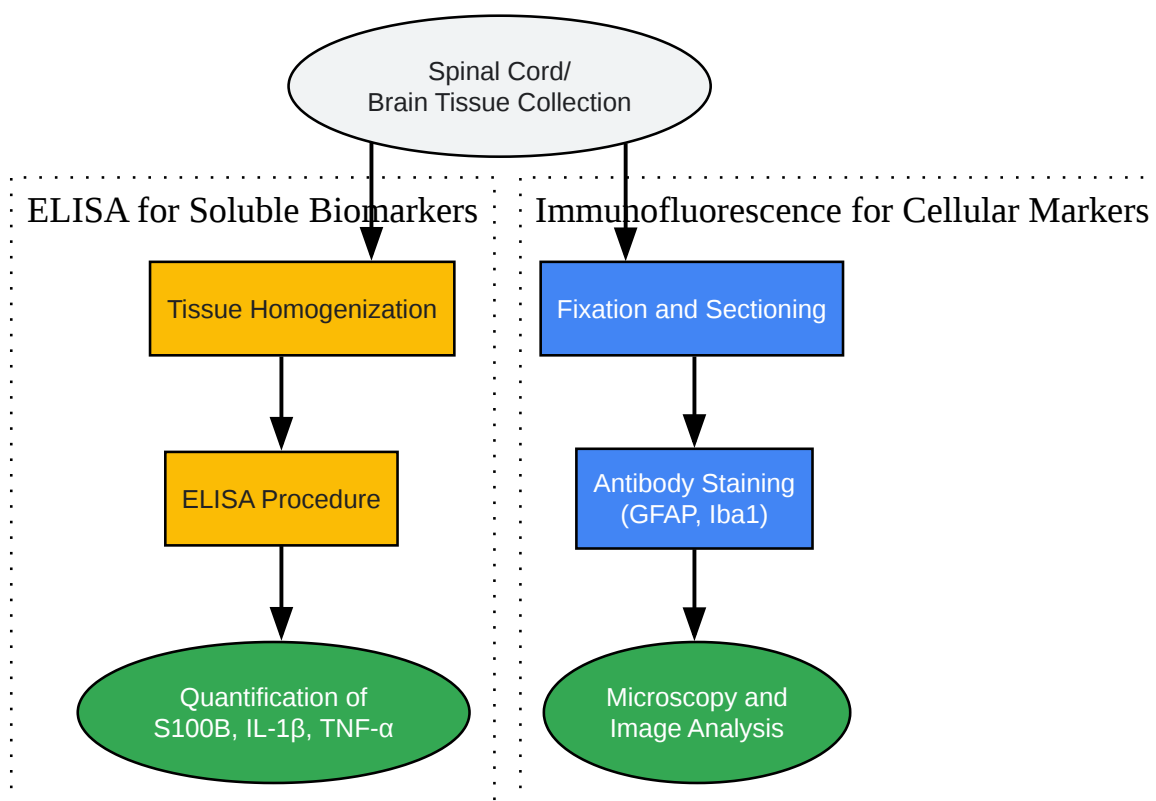 Spinal Cord/
Brain Tissue Collection
ELISA for Soluble Biomarkers
Tissue Homogenization
ELISA Procedure
Quantification of
S100B, IL-1β, TNF-α
Immunofluorescence for Cellular Markers
Fixation and Sectioning
Antibody Staining
(GFAP, Iba1)
Microscopy and
Image Analysis